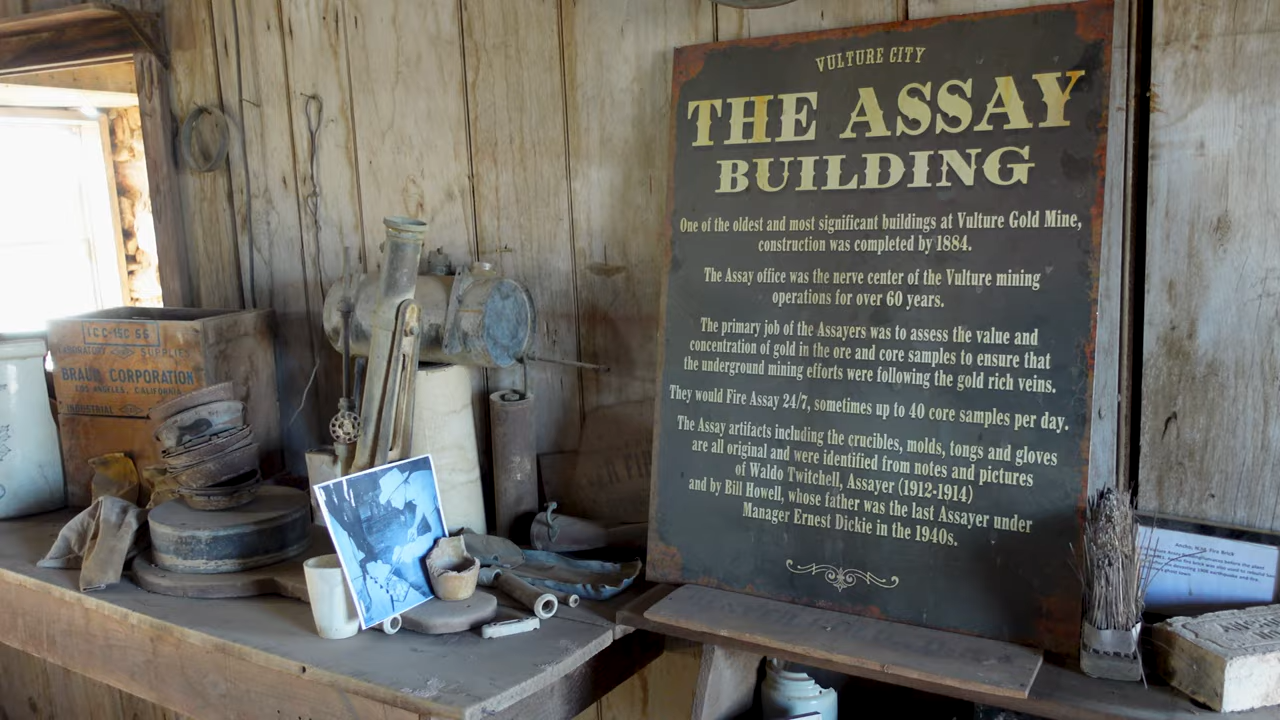 VULTURE CITY
THE ASSAY
BUILDING
One of the oldest and most significant buildings at Vulture Gold Mine,
construction was completed by 1884.
The Assay office was the nerve center of the Vulture mining
operations for over 60 years.
The primary job of the Assayers was to assess the value and
concentration of gold in the ore and core samples to ensure that
the underground mining efforts were following the gold rich veins.
They would Fire Assay 24/7, sometimes up to 40 core samples per day.
The Assay artifacts including the crucibles, molds, tongs and gloves
are all original and were identified from notes and pictures
of Waldo Twitchell, Assayer (1912-1914)
and by Bill Howell, whose father was the last Assayer under
Manager Ernest Dickie in the 1940s.
LABORATORY SUPPLIES
BRAUN CORPORATION
LOS ANGELES, CALIFORNIA
INDUSTRIAL
Fire Brick